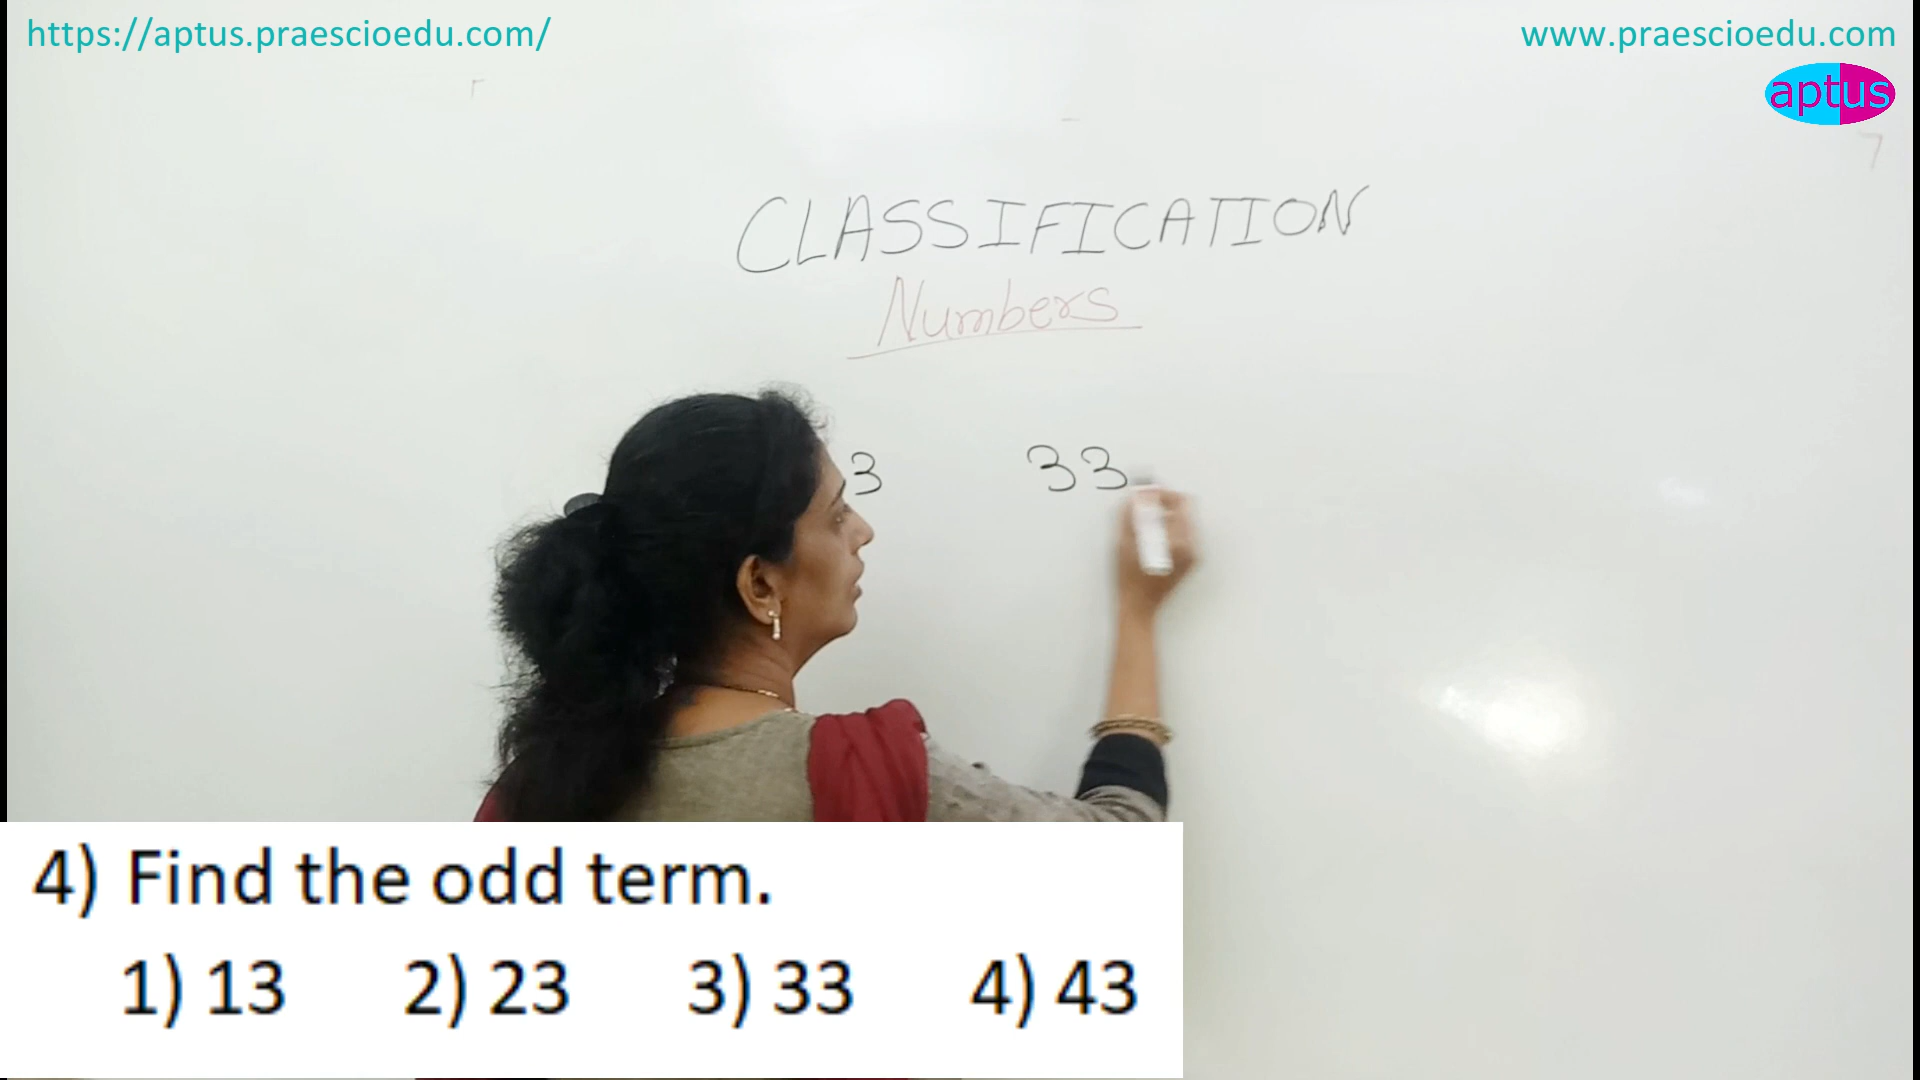 https://aptus.praescioedu.com/
www.praescioedu.com
aptus
CLASSIFICATION
Numbers
3 33
4) Find the odd term.
1) 13 2) 23 3) 33 4) 43